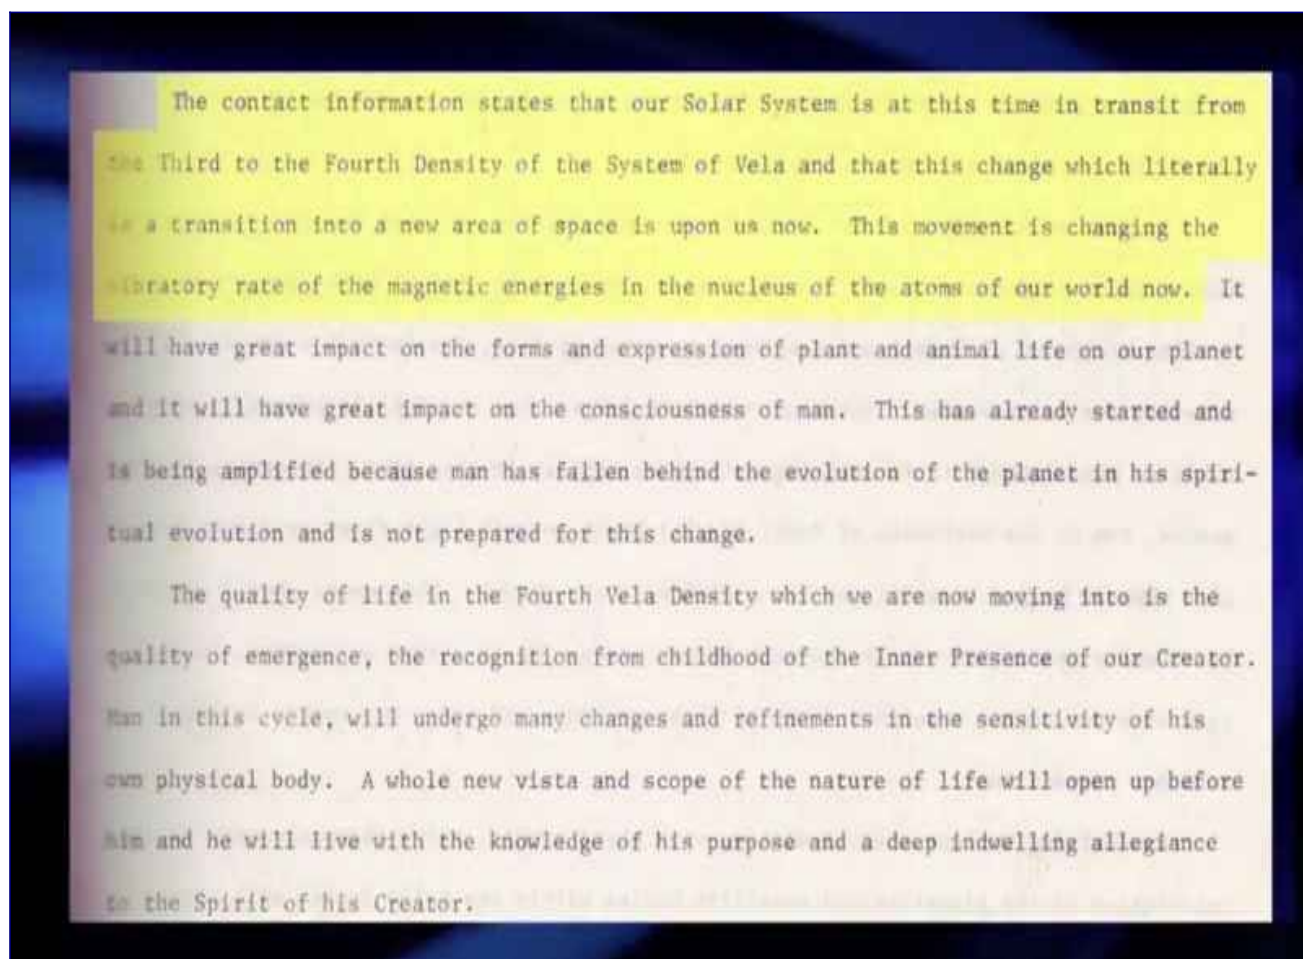 The contact information states that our Solar System is at this time in transit from
the Third to the Fourth Density of the System of Vela and that this change which literally
is a transition into a new area of space is upon us now. This movement is changing the
vibratory rate of the magnetic energies in the nucleus of the atoms of our world now. It
will have great impact on the forms and expression of plant and animal life on our planet
and it will have great impact on the consciousness of man. This has already started and
is being amplified because man has fallen behind the evolution of the planet in his spiri-
tual evolution and is not prepared for this change.
The quality of life in the Fourth Vela Density which we are now moving into is the
quality of emergence, the recognition from childhood of the Inner Presence of our Creator.
Man in this cycle, will undergo many changes and refinements in the sensitivity of his
own physical body. A whole new vista and scope of the nature of life will open up before
him and he will live with the knowledge of his purpose and a deep indwelling allegiance
to the Spirit of his Creator.